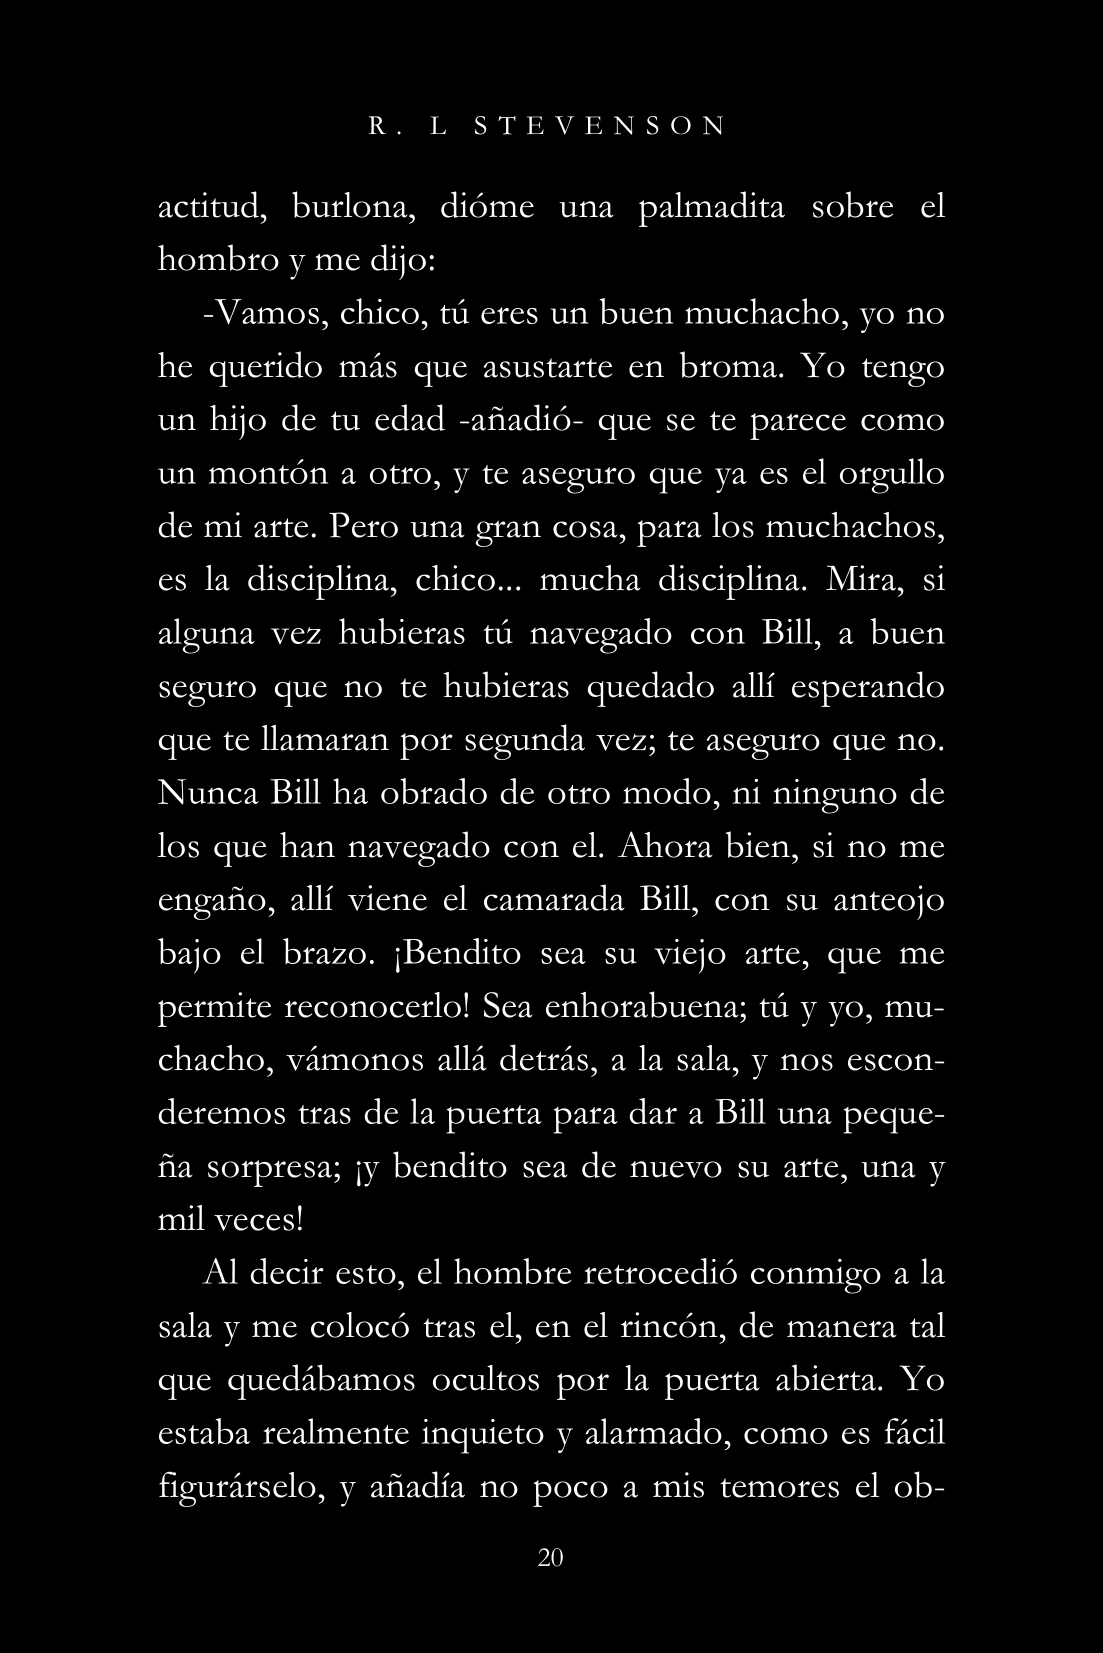 R. L STEVENSON
actitud, burlona, dióme una palmadita sobre el
hombro y me dijo:
-Vamos, chico, tú eres un buen muchacho, yo no
he querido más que asustarte en broma. Yo tengo
un hijo de tu edad -añadió- que se te parece como
un montón a otro, y te aseguro que ya es el orgullo
de mi arte. Pero una gran cosa, para los muchachos,
es la disciplina, chico... mucha disciplina. Mira, si
alguna vez hubieras tú navegado con Bill, a buen
seguro que no te hubieras quedado allí esperando
que te llamaran por segunda vez; te aseguro que no.
Nunca Bill ha obrado de otro modo, ni ninguno de
los que han navegado con el. Ahora bien, si no me
engaño, allí viene el camarada Bill, con su anteojo
bajo el brazo. ¡Bendito sea su viejo arte, que me
permite reconocerlo! Sea enhorabuena; tú y yo, mu-
chacho, vámonos allá detrás, a la sala, y nos escon-
deremos tras de la puerta para dar a Bill una peque-
ña sorpresa; ¡y bendito sea de nuevo su arte, una y
mil veces!
Al decir esto, el hombre retrocedió conmigo a la
sala y me colocó tras el, en el rincón, de manera tal
que quedábamos ocultos por la puerta abierta. Yo
estaba realmente inquieto y alarmado, como es fácil
figurárselo, y añadía no poco a mis temores el ob-
20